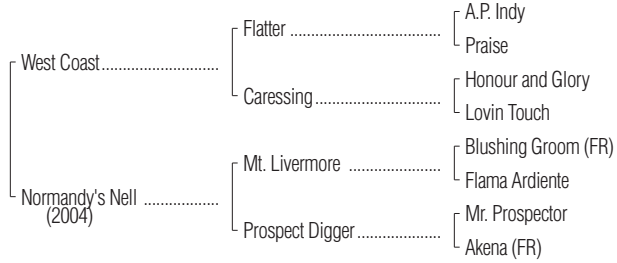 A.P. Indy
Flatter ..............................
Praise
West Coast.......................
Honour and Glory
Caressing.........................
Lovin Touch
Blushing Groom (FR)
Mt. Livermore ..................
Flama Ardiente
Normandy's Nell ...............
(2004)
Mr. Prospector
Prospect Digger................
Akena (FR)